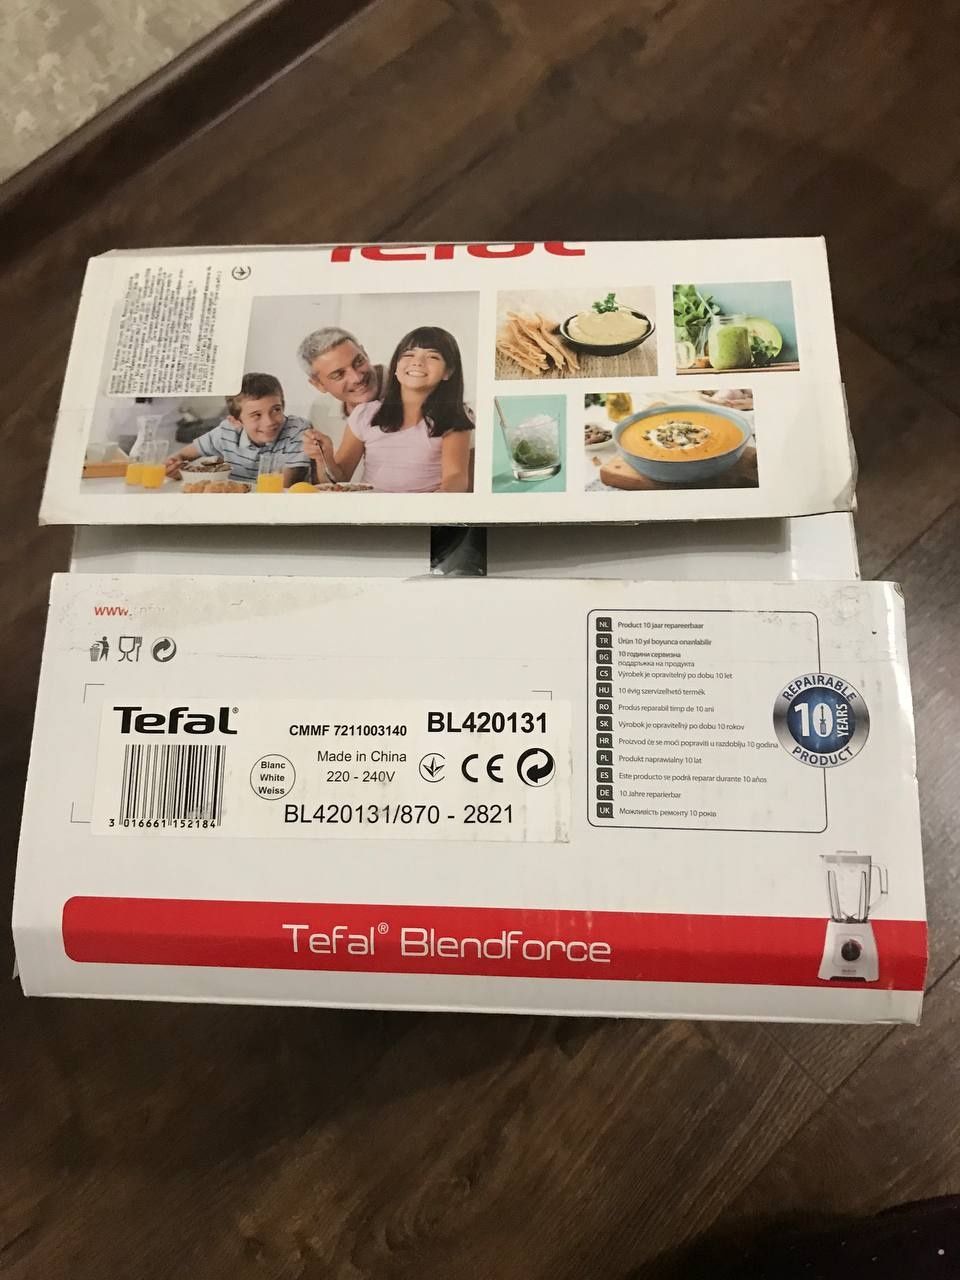 Tefal
www.
Tefal®
CMMF 7211003140
BL420131
Blanc
White
Weiss
Made in China
220 - 240V
CE
3 016661 152184
BL420131/870 - 2821
NL Product 10 jaar repareerbaar
TR Ürün 10 yıl boyunca onarılabilir
BG 10 години сервизна
поддръжка на продукта
CS Výrobek je opravitelný po dobu 10 let
HU 10 évig szervizelhető termék
RO Produs reparabil timp de 10 ani
SK Výrobok je opraviteľný po dobu 10 rokov
HR Proizvod će se moći popraviti u razdoblju 10 godina
PL Produkt naprawialny 10 lat
ES Este producto se podrá reparar durante 10 años
DE 10 Jahre reparierbar
UK Можливість ремонту 10 років
REPAIRABLE
10 YEARS
PRODUCT
Tefal® Blendforce